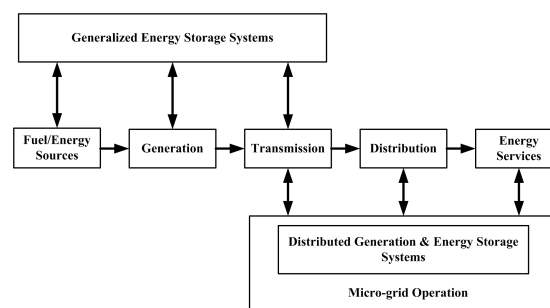 Generalized Energy Storage Systems
Fuel/Energy
Sources
Generation
Transmission
Distribution
Energy
Services
Distributed Generation & Energy Storage
Systems
Micro-grid Operation